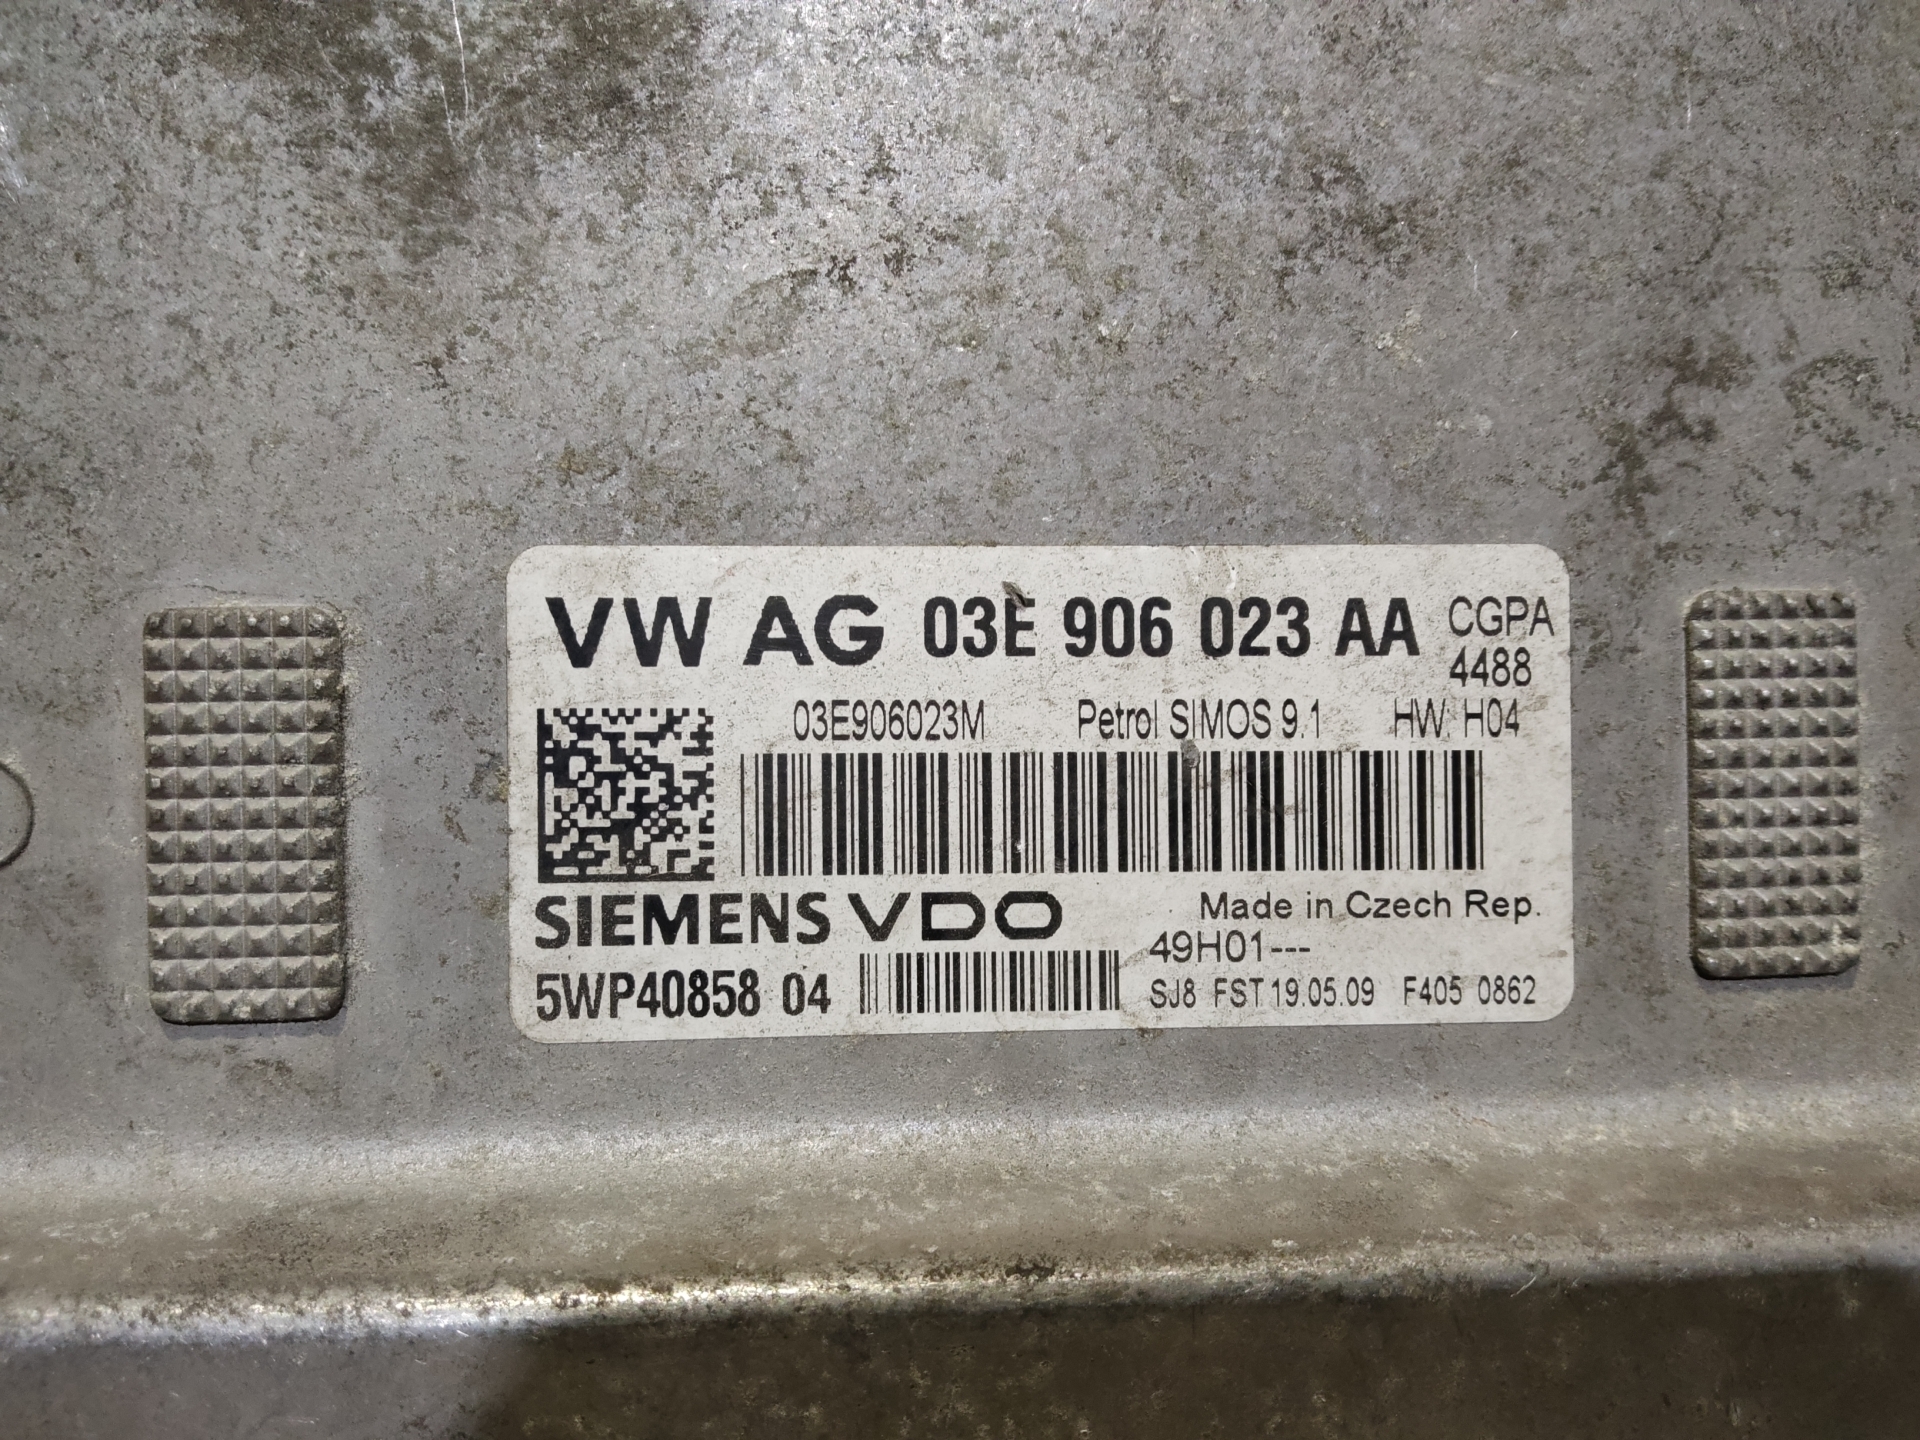 VW AG 03E 906 023 AA CGPA
4488
03E906023M Petrol SIMOS 9.1 HW: H04
SIEMENS VDO Made in Czech Rep.
49H01---
5WP40858 04 SJ8 FST 19.05.09 F405 0862